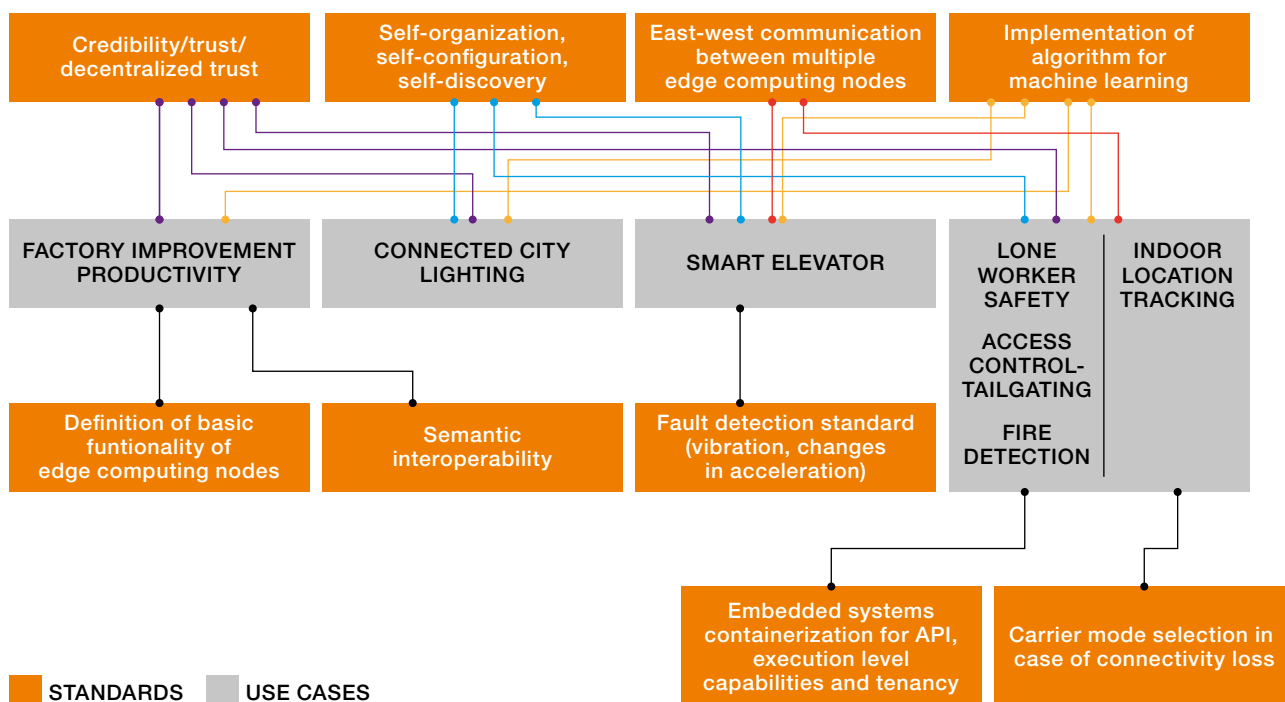 Credibility/trust/
decentralized trust
Self-organization,
self-configuration,
self-discovery
East-west communication
between multiple
edge computing nodes
Implementation of
algorithm for
machine learning
FACTORY IMPROVEMENT
PRODUCTIVITY
CONNECTED CITY
LIGHTING
SMART ELEVATOR
LONE
WORKER
SAFETY
ACCESS
CONTROL-
TAILGATING
FIRE
DETECTION
INDOOR
LOCATION
TRACKING
Definition of basic
funtionality of
edge computing nodes
Semantic
interoperability
Fault detection standard
(vibration, changes
in acceleration)
Embedded systems
containerization for API,
execution level
capabilities and tenancy
Carrier mode selection in
case of connectivity loss
STANDARDS
USE CASES